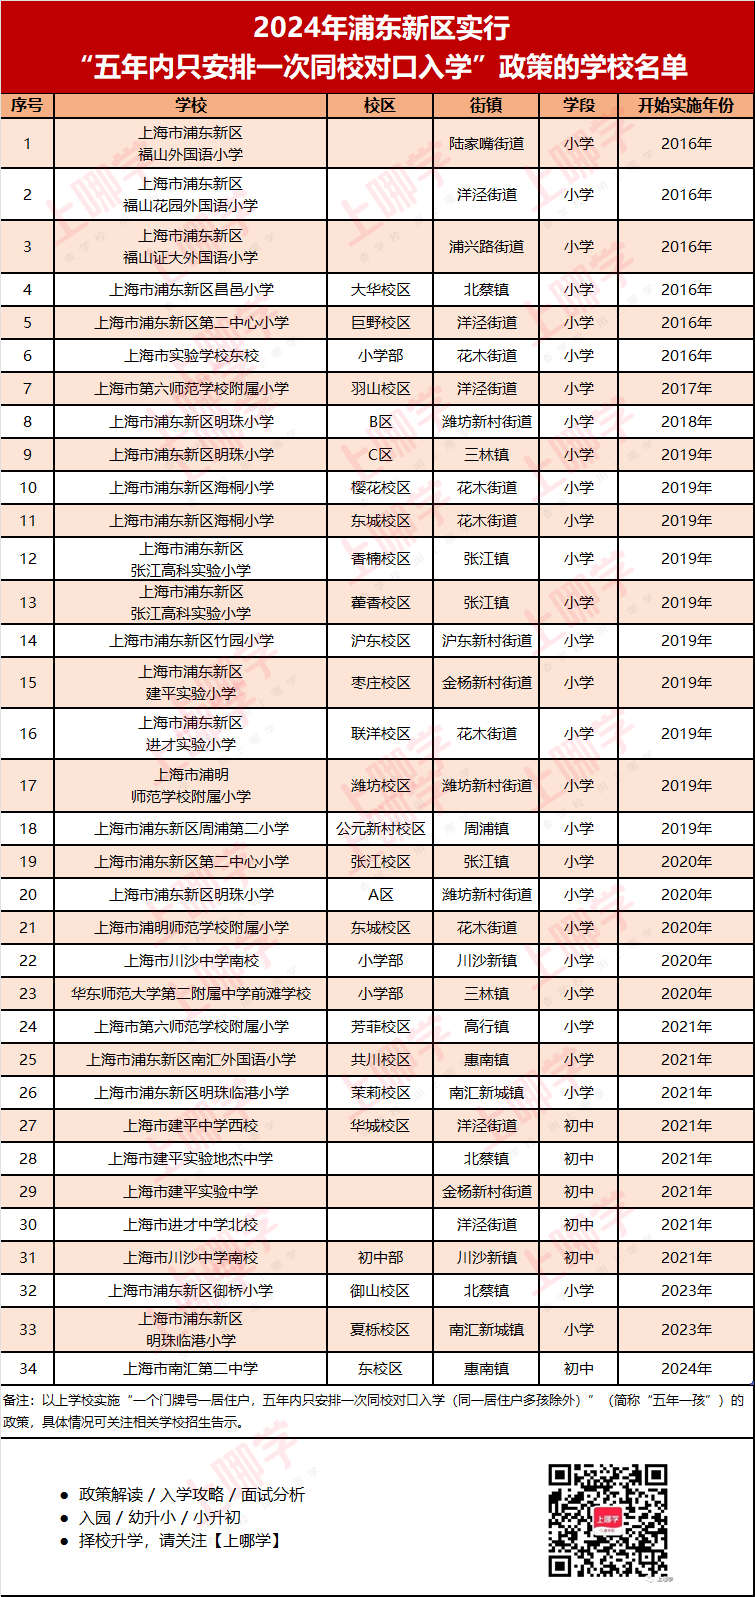 2024年浦东新区实行
“五年内只安排一次同校对口入学”政策的学校名单
序号 学校 校区 街镇 学段 开始实施年份
1 上海市浦东新区 陆家嘴街道 小学 2016年
福山外国语小学
2 上海市浦东新区 洋泾街道 小学 2016年
福山花园外国语小学
3 上海市浦东新区 浦兴路街道 小学 2016年
福山证大外国语小学
4 上海市浦东新区昌邑小学 大华校区 北蔡镇 小学 2016年
5 上海市浦东新区第二中心小学 巨野校区 洋泾街道 小学 2016年
6 上海市实验学校东校 小学部 花木街道 小学 2016年
7 上海市第六师范学校附属小学 羽山校区 洋泾街道 小学 2017年
8 上海市浦东新区明珠小学 B区 潍坊新村街道 小学 2018年
9 上海市浦东新区明珠小学 C区 三林镇 小学 2019年
10 上海市浦东新区海桐小学 樱花校区 花木街道 小学 2019年
11 上海市浦东新区海桐小学 东城校区 花木街道 小学 2019年
12 上海市浦东新区 香楠校区 张江镇 小学 2019年
张江高科实验小学
13 上海市浦东新区 藿香校区 张江镇 小学 2019年
张江高科实验小学
14 上海市浦东新区竹园小学 沪东校区 沪东新村街道 小学 2019年
15 上海市浦东新区 枣庄校区 金杨新村街道 小学 2019年
建平实验小学
16 上海市浦东新区 联洋校区 花木街道 小学 2019年
进才实验小学
17 上海市浦明 潍坊校区 潍坊新村街道 小学 2019年
师范学校附属小学
18 上海市浦东新区周浦第二小学 公元新村校区 周浦镇 小学 2019年
19 上海市浦东新区第二中心小学 张江校区 张江镇 小学 2020年
20 上海市浦东新区明珠小学 A区 潍坊新村街道 小学 2020年
21 上海市浦明师范学校附属小学 东城校区 花木街道 小学 2020年
22 上海市川沙中学南校 小学部 川沙新镇 小学 2020年
23 华东师范大学第二附属中学前滩学校 小学部 三林镇 小学 2020年
24 上海市第六师范学校附属小学 芳菲校区 高行镇 小学 2021年
25 上海市浦东新区南汇外国语小学 共川校区 惠南镇 小学 2021年
26 上海市浦东新区明珠临港小学 茉莉校区 南汇新城镇 小学 2021年
27 上海市建平中学西校 华城校区 洋泾街道 初中 2021年
28 上海市建平实验地杰中学 北蔡镇 初中 2021年
29 上海市建平实验中学 金杨新村街道 初中 2021年
30 上海市进才中学北校 洋泾街道 初中 2021年
31 上海市川沙中学南校 初中部 川沙新镇 初中 2021年
32 上海市浦东新区御桥小学 御山校区 北蔡镇 小学 2023年
33 上海市浦东新区 夏栎校区 南汇新城镇 小学 2023年
明珠临港小学
34 上海市南汇第二中学 东校区 惠南镇 初中 2024年
备注：以上学校实施“一个门牌号一居住户，五年内只安排一次同校对口入学（同一居住户多孩除外）”（简称“五年一孩”）的
政策，具体情况可关注相关学校招生告示。
● 政策解读 / 入学攻略 / 面试分析
● 入园 / 幼升小 / 小升初
● 择校升学，请关注【上哪学】
上哪学
上哪学